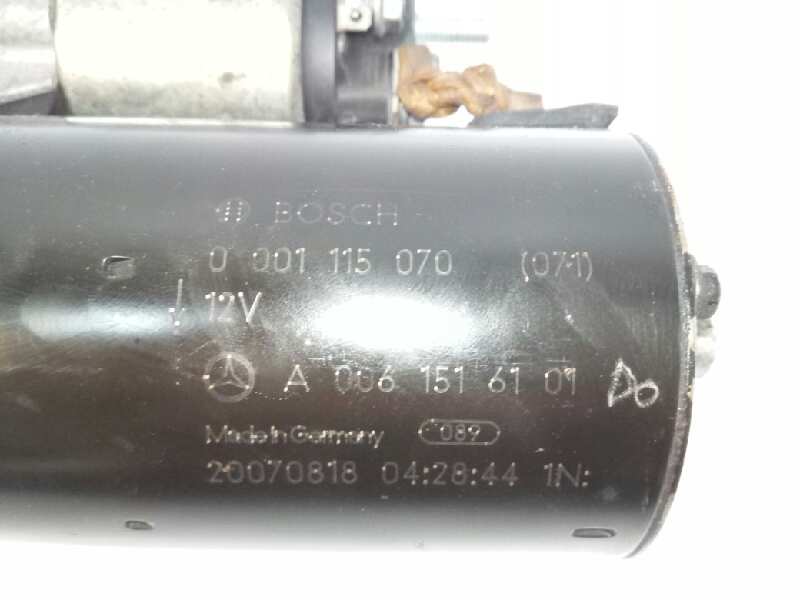 BOSCH
0 001 115 070 (071)
12V
A 006 151 61 01
Made in Germany 089
20070818 04:28:44 1N: